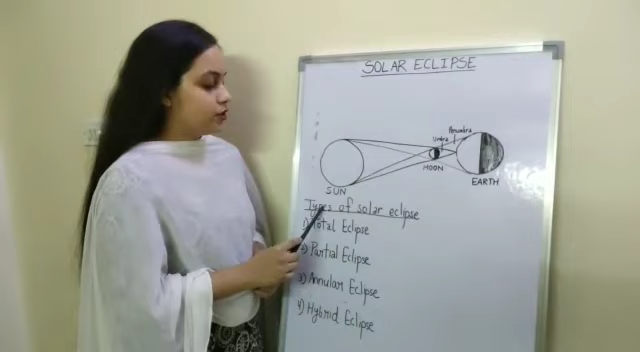 SOLAR ECLIPSE
Penumbra
Umbra
MOON
EARTH
SUN
Types of solar eclipse
1) Total Eclipse
2) Partial Eclipse
3) Annular Eclipse
4) Hybrid Eclipse